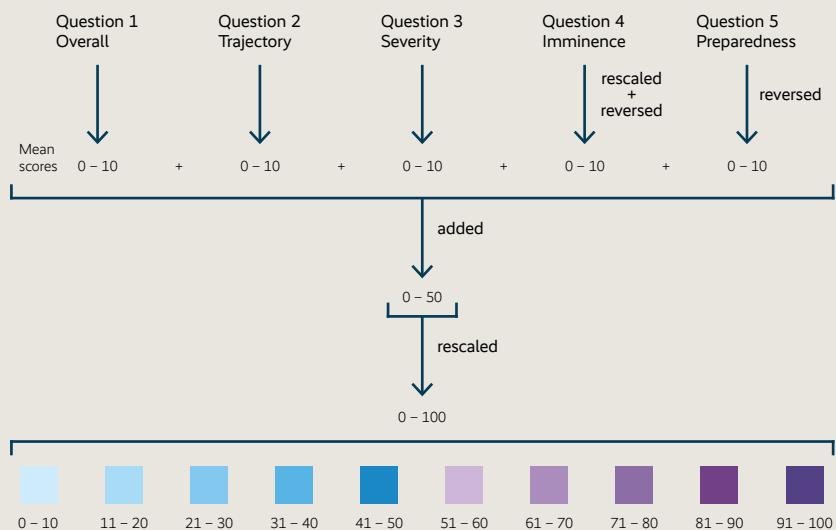 Question 1
Overall
Question 2
Trajectory
Question 3
Severity
Question 4
Imminence
Question 5
Preparedness
rescaled
+
reversed
reversed
Mean
scores
0 – 10 + 0 – 10 + 0 – 10 + 0 – 10 + 0 – 10
added
0 – 50
rescaled
0 – 100
0 – 10 11 – 20 21 – 30 31 – 40 41 – 50 51 – 60 61 – 70 71 – 80 81 – 90 91 – 100